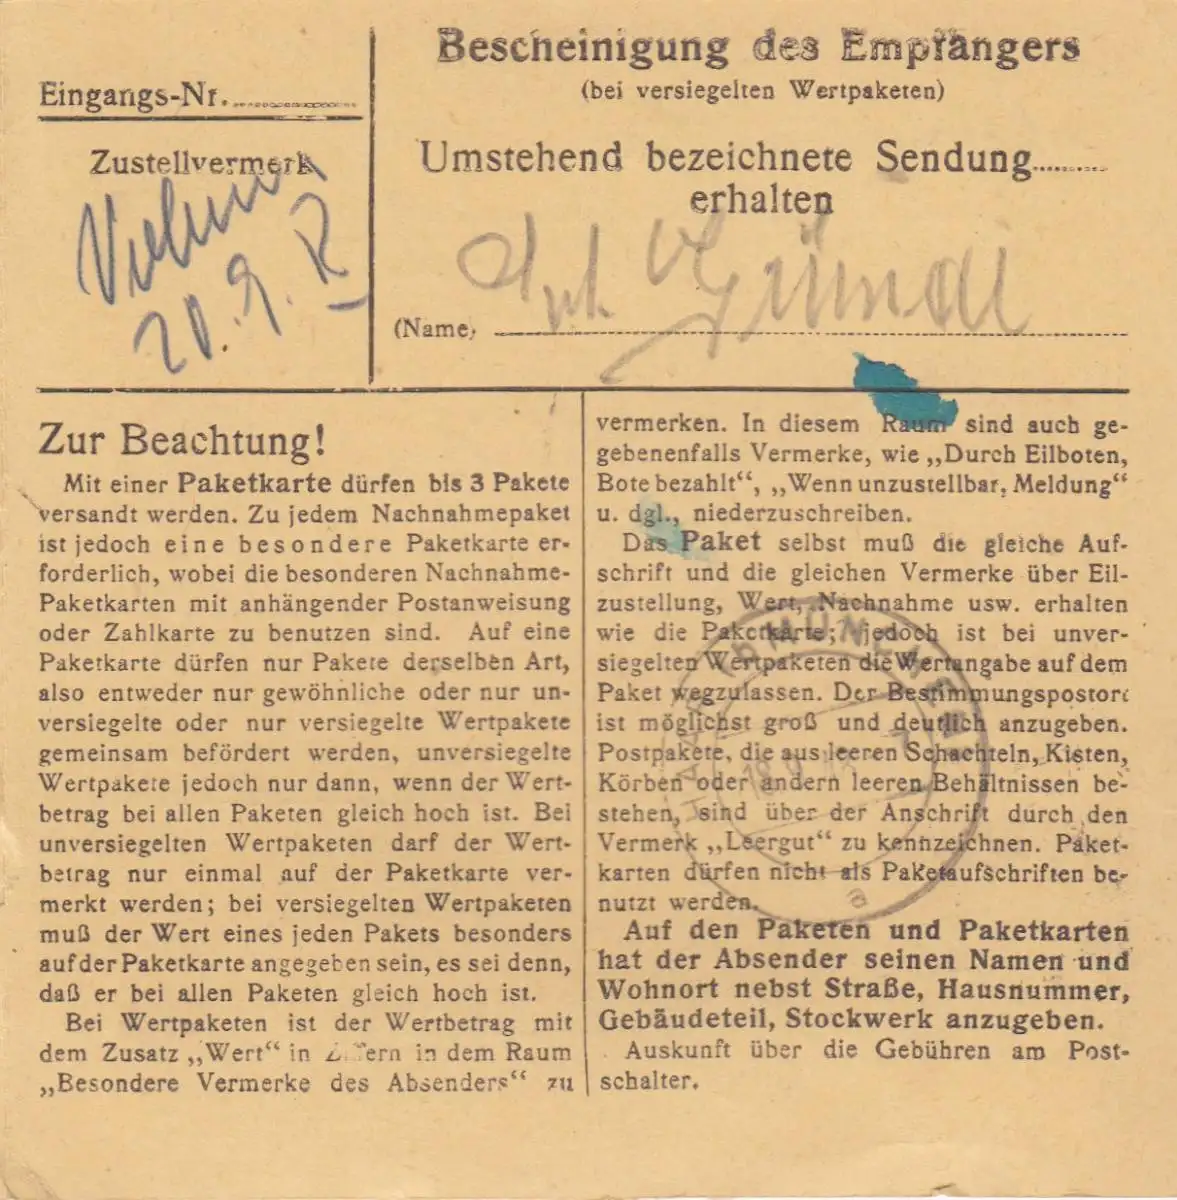 Eingangs-Nr.
Zustellvermerk
20. 9.
Bescheinigung des Empfängers
(bei versiegelten Wertpaketen)
Umstehend bezeichnete Sendung
erhalten
(Name)
Zur Beachtung!
Mit einer Paketkarte dürfen bis 3 Pakete
versandt werden. Zu jedem Nachnahmepaket
ist jedoch eine besondere Paketkarte er-
forderlich, wobei die besonderen Nachnahme-
Paketkarten mit anhängender Postanweisung
oder Zahlkarte zu benutzen sind. Auf eine
Paketkarte dürfen nur Pakete derselben Art,
also entweder nur gewöhnliche oder nur un-
versiegelte oder nur versiegelte Wertpakete
gemeinsam befördert werden, unversiegelte
Wertpakete jedoch nur dann, wenn der Wert-
betrag bei allen Paketen gleich hoch ist. Bei
unversiegelten Wertpaketen darf der Wert-
betrag nur einmal auf der Paketkarte ver-
merkt werden; bei versiegelten Wertpaketen
muß der Wert eines jeden Pakets besonders
auf der Paketkarte angegeben sein, es sei denn,
daß er bei allen Paketen gleich hoch ist.
Bei Wertpaketen ist der Wertbetrag mit
dem Zusatz „Wert“ in Ziffern in dem Raum
„Besondere Vermerke des Absenders“ zu
vermerken. In diesem Raum sind auch ge-
gebenenfalls Vermerke, wie „Durch Eilboten,
Bote bezahlt“, „Wenn unzustellbar, Meldung“
u. dgl., niederzuschreiben.
Das Paket selbst muß die gleiche Auf-
schrift und die gleichen Vermerke über Eil-
zustellung, Wert, Nachnahme usw. erhalten
wie die Paketkarte; jedoch ist bei unver-
siegelten Wertpaketen die Wertangabe auf dem
Paket wegzulassen. Der Bestimmungspostort
ist möglichst groß und deutlich anzugeben.
Postpakete, die aus leeren Schachteln, Kisten,
Körben oder andern leeren Behältnissen be-
stehen, sind über der Anschrift durch den
Vermerk „Leergut“ zu kennzeichnen. Paket-
karten dürfen nicht als Paketaufschriften be-
nutzt werden.
Auf den Paketen und Paketkarten
hat der Absender seinen Namen und
Wohnort nebst Straße, Hausnummer,
Gebäudeteil, Stockwerk anzugeben.
Auskunft über die Gebühren am Post-
schalter.
a